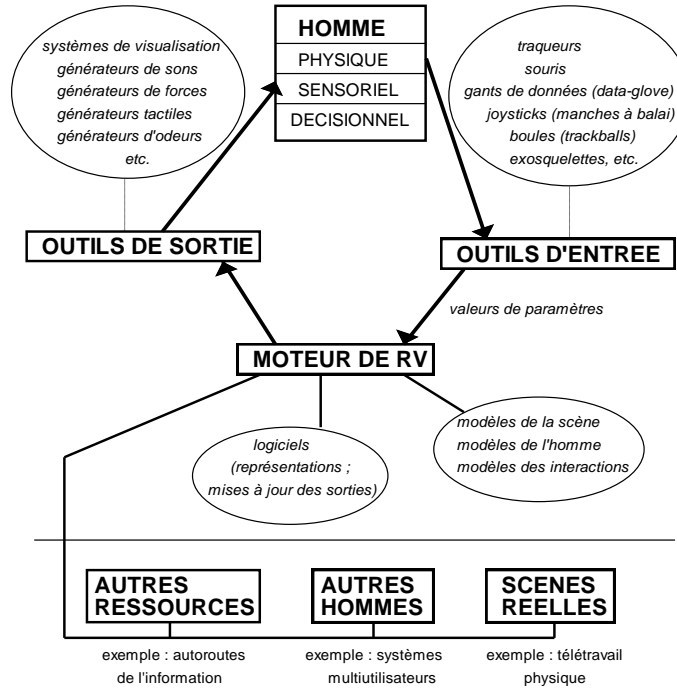 HOMME
PHYSIQUE
SENSORIEL
DECISIONNEL
systèmes de visualisation
générateurs de sons
générateurs de forces
générateurs tactiles
générateurs d'odeurs
etc.
traqueurs
souris
gants de données (data-glove)
joysticks (manches à balai)
boules (trackballs)
exosquelettes, etc.
OUTILS DE SORTIE
OUTILS D'ENTREE
valeurs de paramètres
MOTEUR DE RV
logiciels
(représentations ;
mises à jour des sorties)
modèles de la scène
modèles de l'homme
modèles des interactions
AUTRES
RESSOURCES
exemple : autoroutes
de l'information
AUTRES
HOMMES
exemple : systèmes
multiutilisateurs
SCENES
REELLES
exemple : télétravail
physique